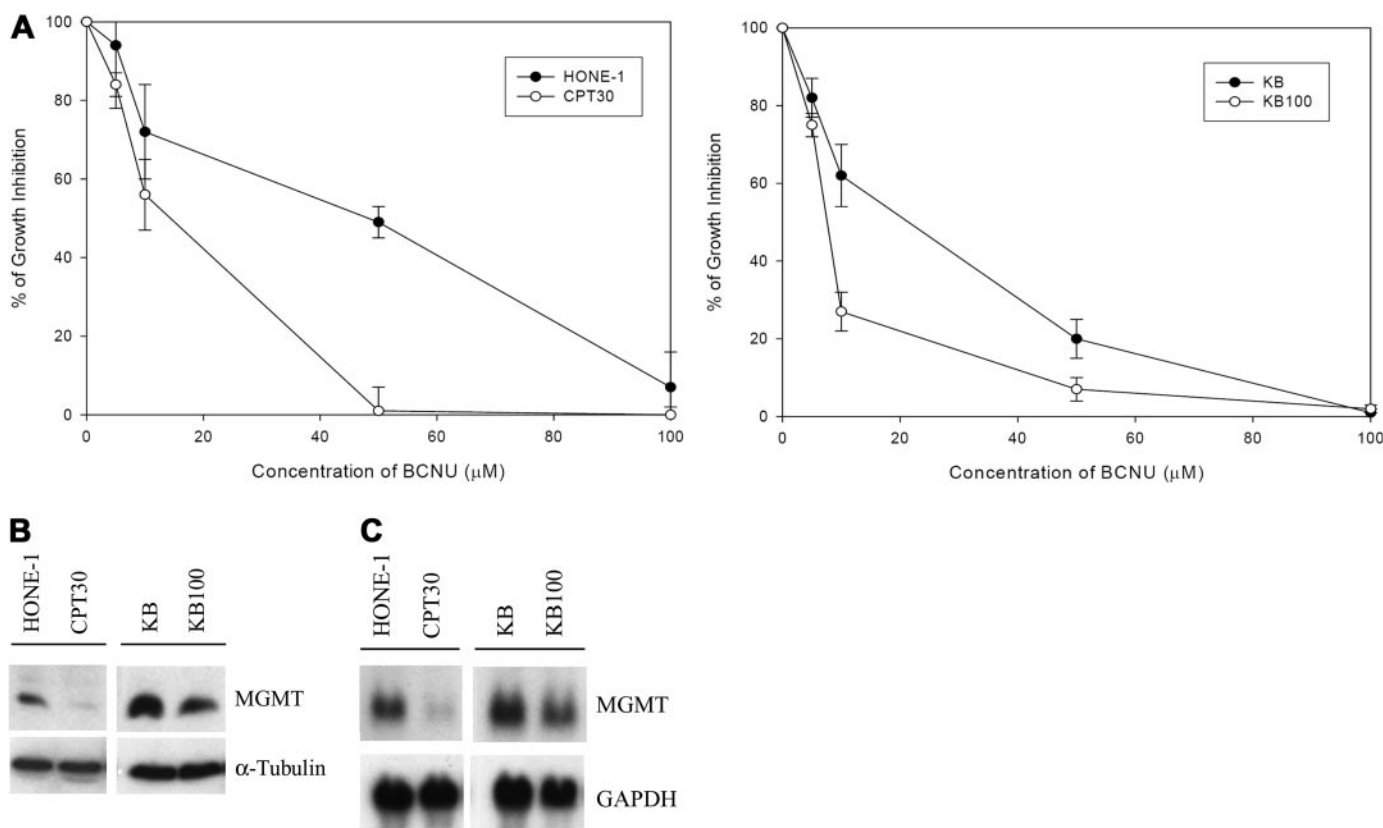 A
% of Growth Inhibition
100
80
60
40
20
0
HONE-1
CPT30
0 20 40 60 80 100
Concentration of BCNU (μM)
% of Growth Inhibition
100
80
60
40
20
0
KB
KB100
0 20 40 60 80 100
Concentration of BCNU (μM)
B
HONE-1
CPT30
KB
KB100
MGMT
α-Tubulin
C
HONE-1
CPT30
KB
KB100
MGMT
GAPDH